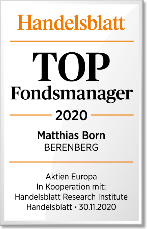 Handelsblatt
TOP
Fondsmanager
2020
Matthias Born
BERENBERG
Aktien Europa
In Kooperation mit:
Handelsblatt Research Institute
Handelsblatt · 30.11.2020